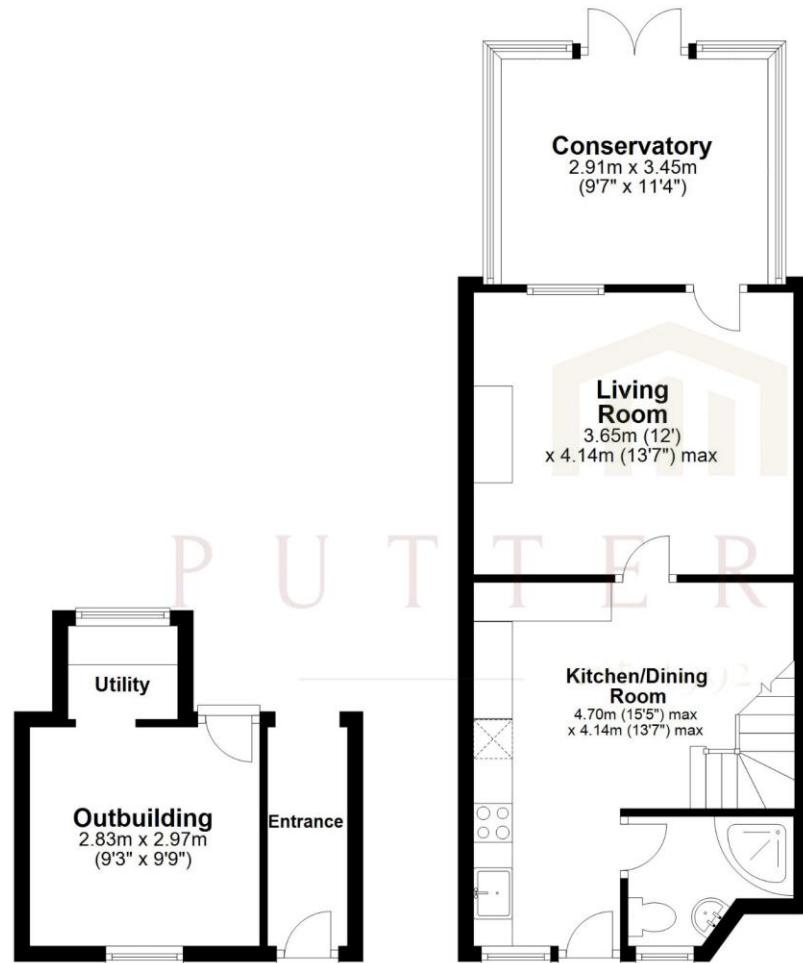 Conservatory
2.91m x 3.45m
(9'7" x 11'4")
Living
Room
3.65m (12')
x 4.14m (13'7") max
PUTTER
Utility
Kitchen/Dining
Room
4.70m (15'5") max
x 4.14m (13'7") max
Outbuilding
2.83m x 2.97m
(9'3" x 9'9")
Entrance